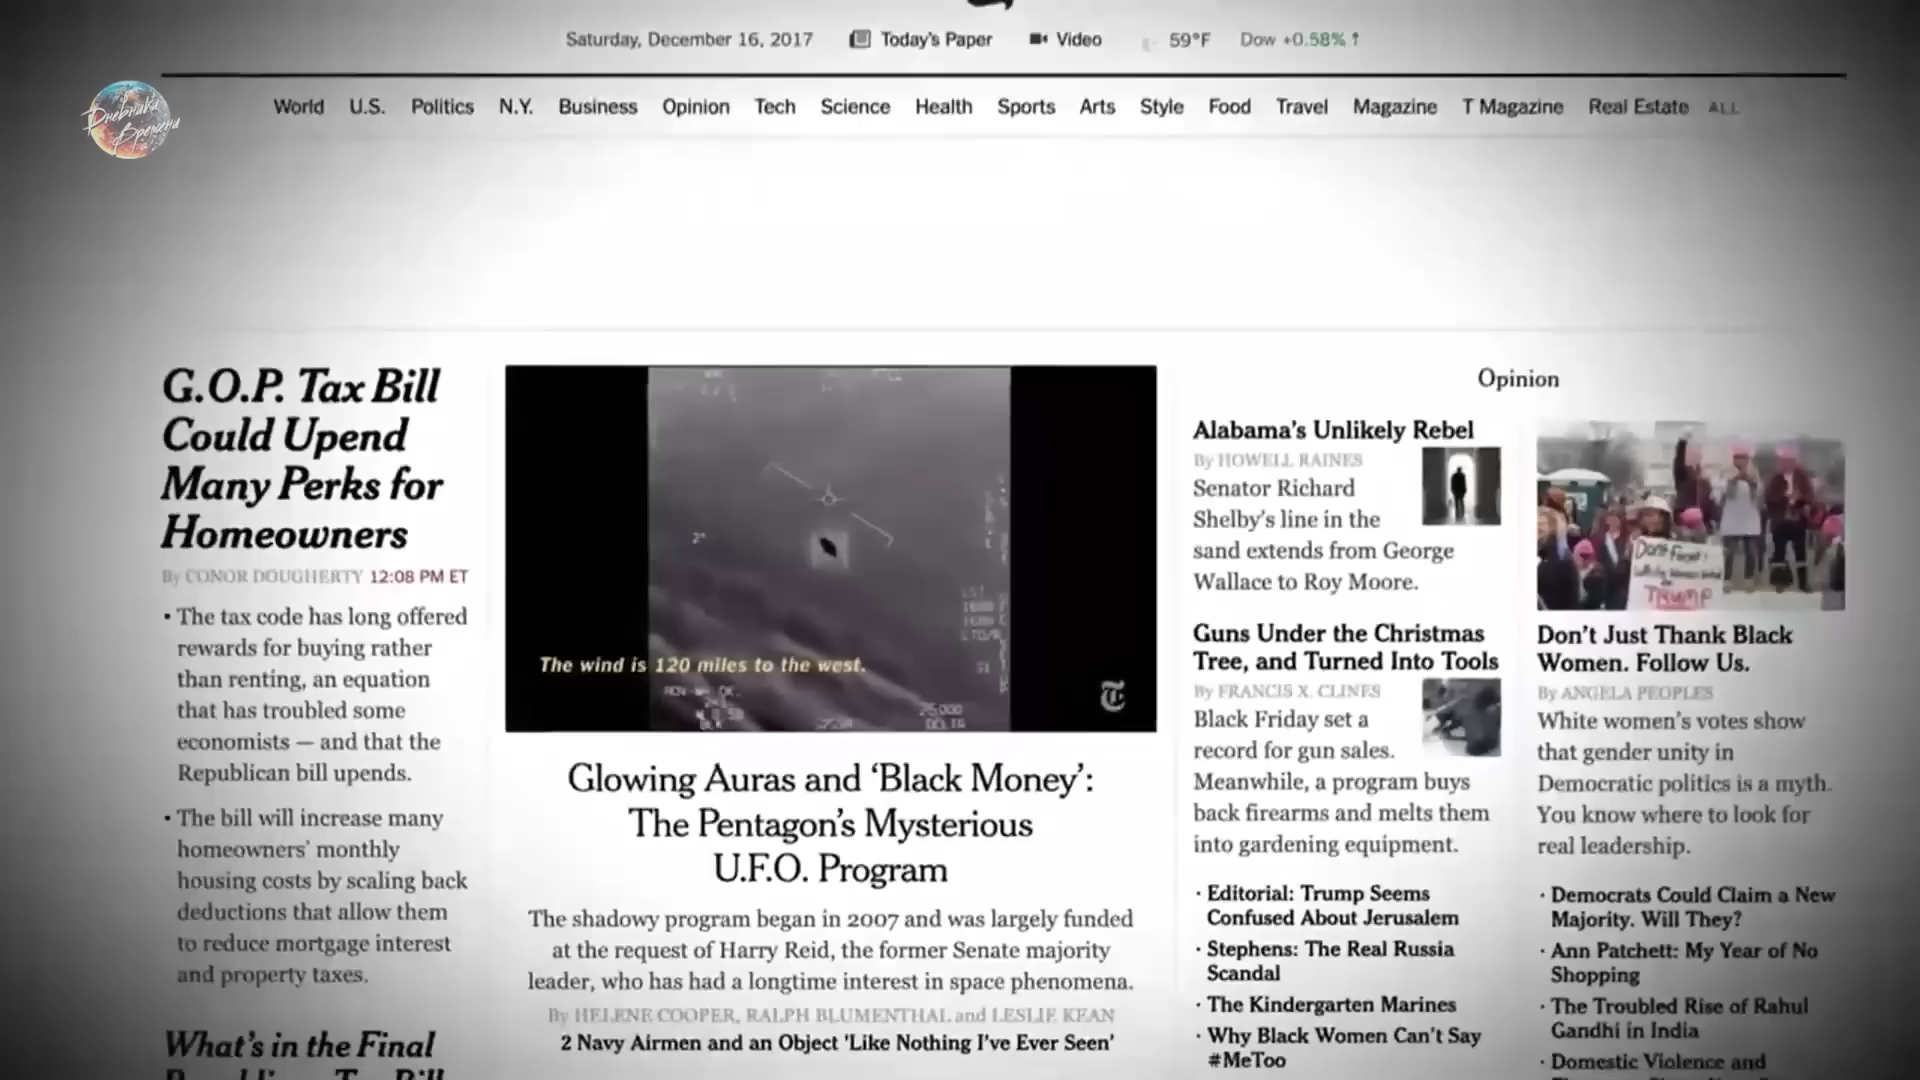 Saturday, December 16, 2017 Today's Paper Video 59°F Dow +0.58% ↑
Дневники
Времени
World U.S. Politics N.Y. Business Opinion Tech Science Health Sports Arts Style Food Travel Magazine T Magazine Real Estate ALL
G.O.P. Tax Bill
Could Upend
Many Perks for
Homeowners
By CONOR DOUGHERTY 12:08 PM ET
• The tax code has long offered
rewards for buying rather
than renting, an equation
that has troubled some
economists — and that the
Republican bill upends.
• The bill will increase many
homeowners' monthly
housing costs by scaling back
deductions that allow them
to reduce mortgage interest
and property taxes.
What's in the Final
2°
The wind is 120 miles to the west.
Glowing Auras and 'Black Money':
The Pentagon's Mysterious
U.F.O. Program
The shadowy program began in 2007 and was largely funded
at the request of Harry Reid, the former Senate majority
leader, who has had a longtime interest in space phenomena.
By HELENE COOPER, RALPH BLUMENTHAL and LESLIE KEAN
2 Navy Airmen and an Object 'Like Nothing I've Ever Seen'
Opinion
Alabama's Unlikely Rebel
By HOWELL RAINES
Senator Richard
Shelby's line in the
sand extends from George
Wallace to Roy Moore.
Guns Under the Christmas
Tree, and Turned Into Tools
By FRANCIS X. CLINES
Black Friday set a
record for gun sales.
Meanwhile, a program buys
back firearms and melts them
into gardening equipment.
· Editorial: Trump Seems
Confused About Jerusalem
· Stephens: The Real Russia
Scandal
· The Kindergarten Marines
· Why Black Women Can't Say
#MeToo
TRUMP
Don't Just Thank Black
Women. Follow Us.
By ANGELA PEOPLES
White women's votes show
that gender unity in
Democratic politics is a myth.
You know where to look for
real leadership.
· Democrats Could Claim a New
Majority. Will They?
· Ann Patchett: My Year of No
Shopping
· The Troubled Rise of Rahul
Gandhi in India
· Domestic Violence and